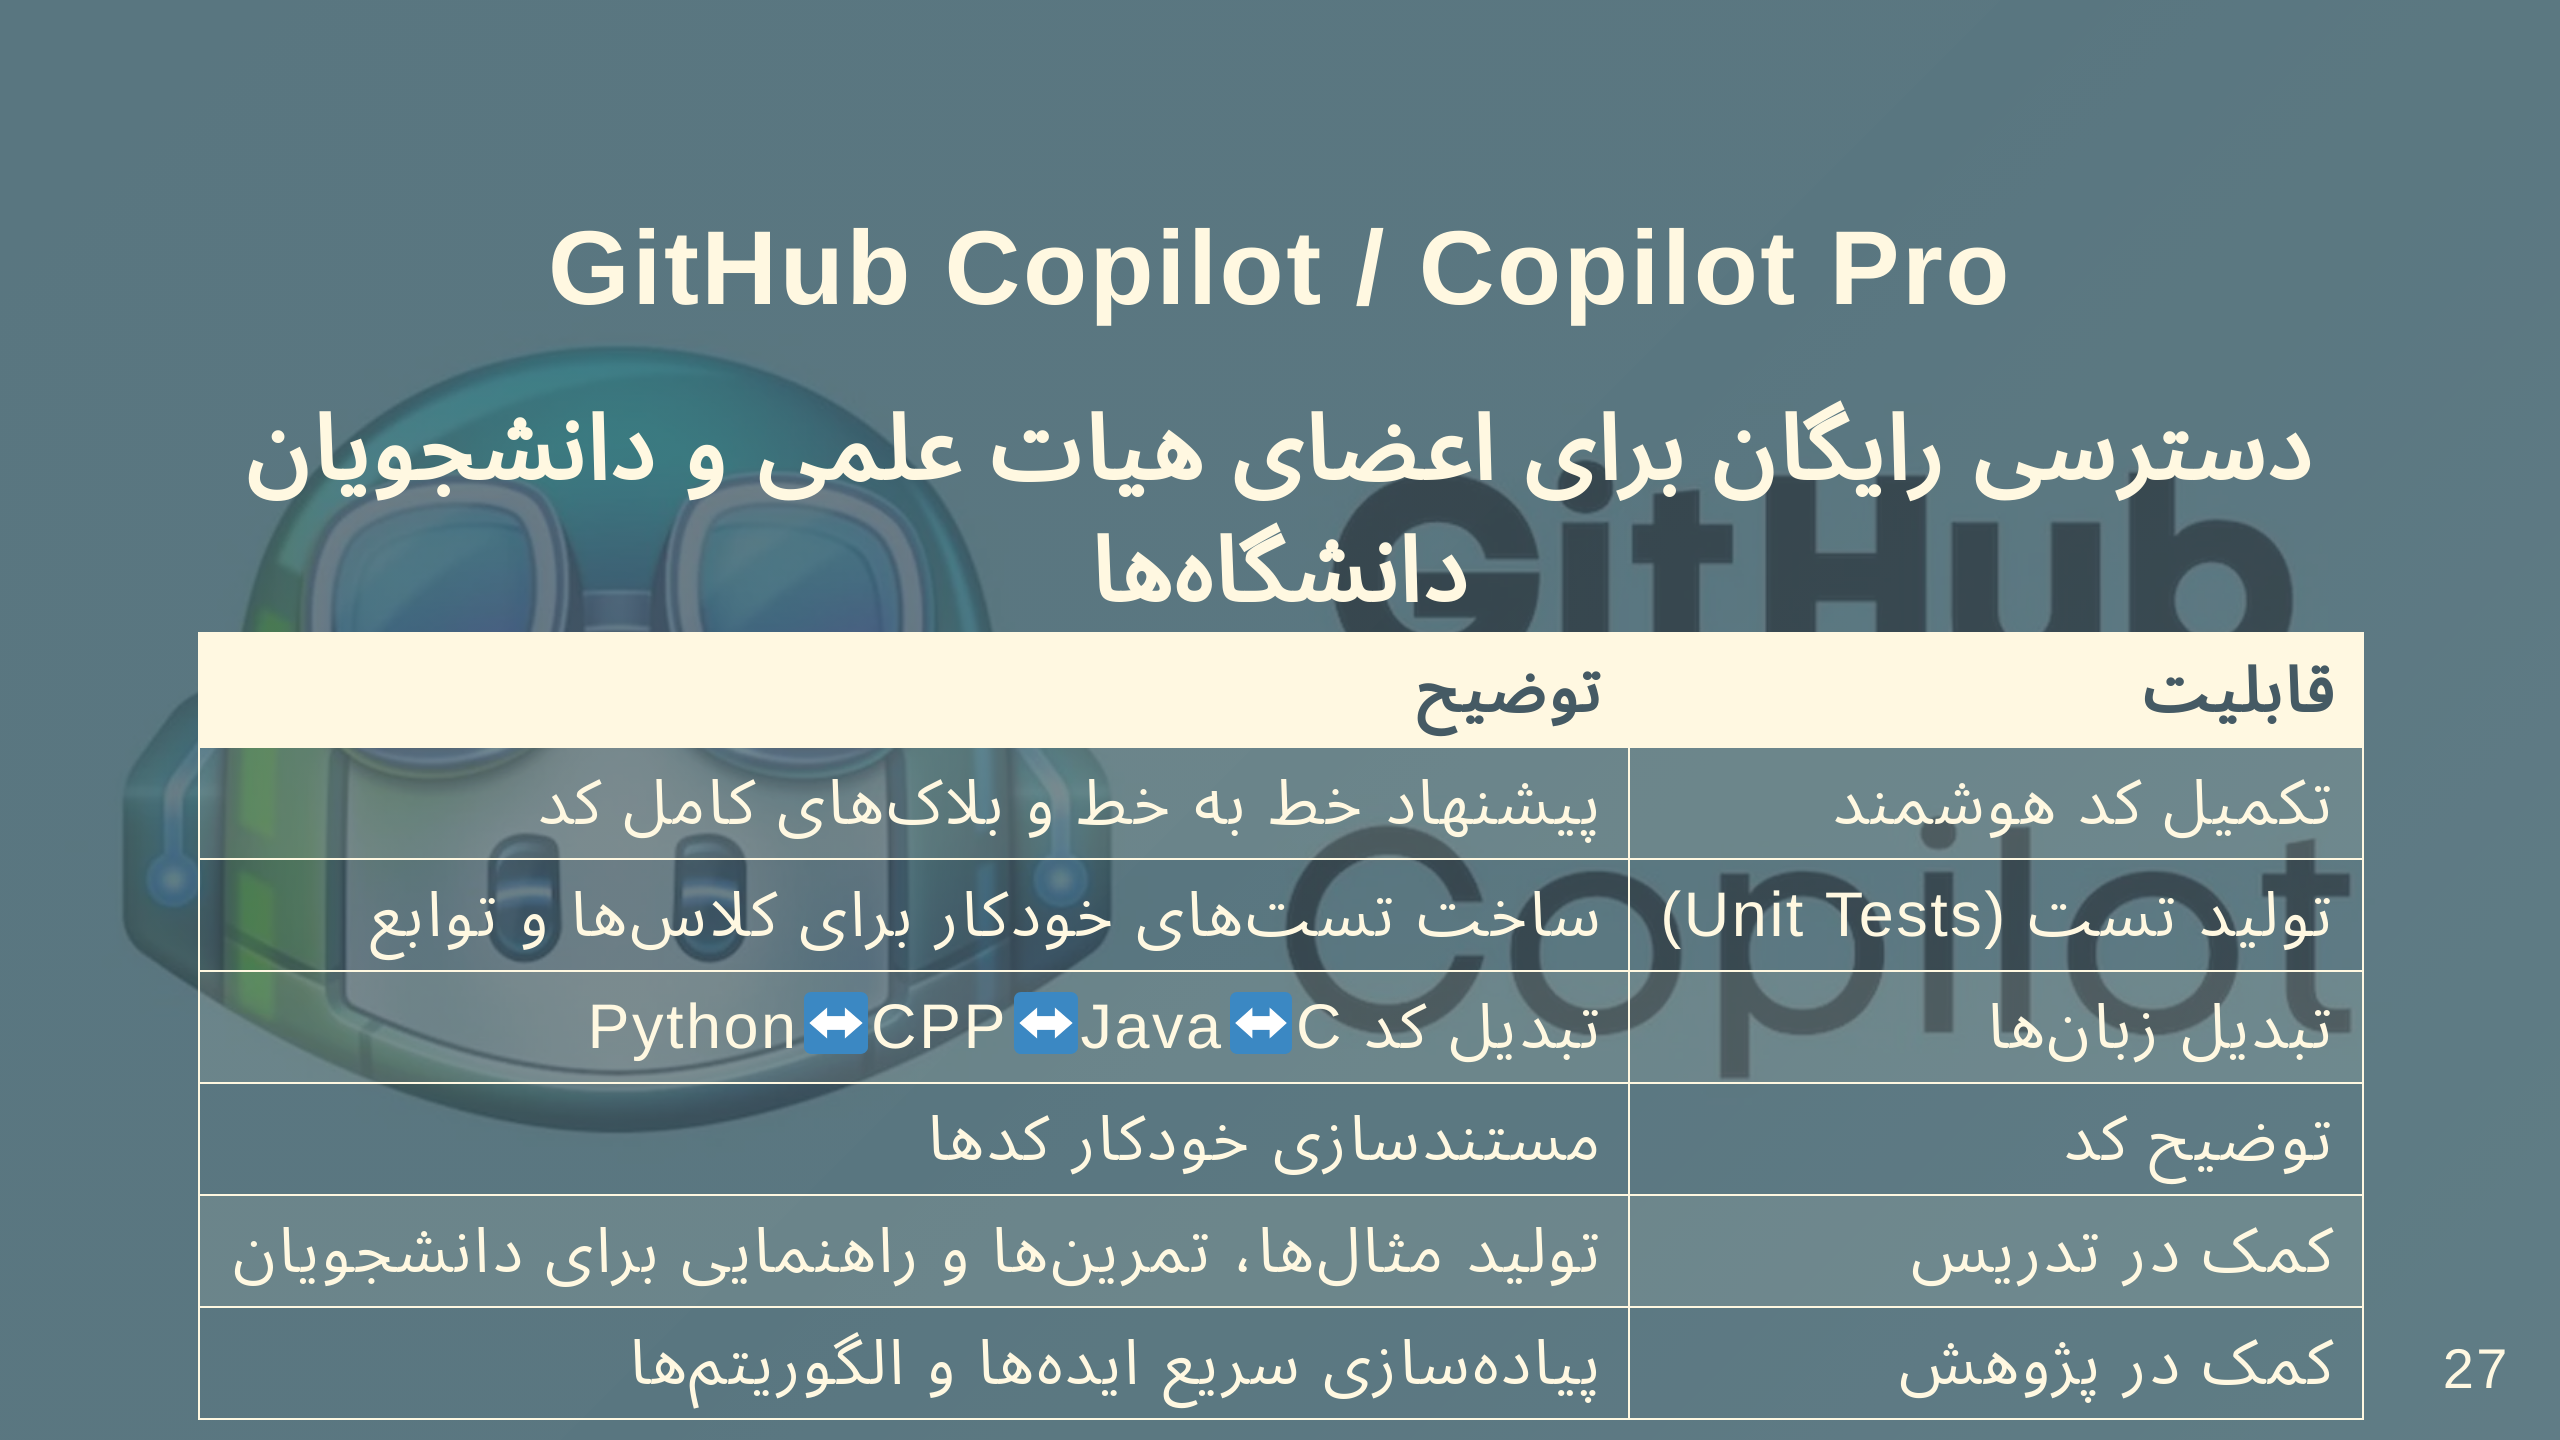 GitHub Copilot / Copilot Pro
دسترسی رایگان برای اعضای هیات علمی و دانشجویان
دانشگاه‌ها
GitHub
Copilot
قابلیت توضیح
تکمیل کد هوشمند پیشنهاد خط به خط و بلاک‌های کامل کد
تولید تست (Unit Tests) ساخت تست‌های خودکار برای کلاس‌ها و توابع
تبدیل زبان‌ها تبدیل کد Python↔️CPP↔️Java↔️C
توضیح کد مستندسازی خودکار کدها
کمک در تدریس تولید مثال‌ها، تمرین‌ها و راهنمایی برای دانشجویان
کمک در پژوهش پیاده‌سازی سریع ایده‌ها و الگوریتم‌ها
27